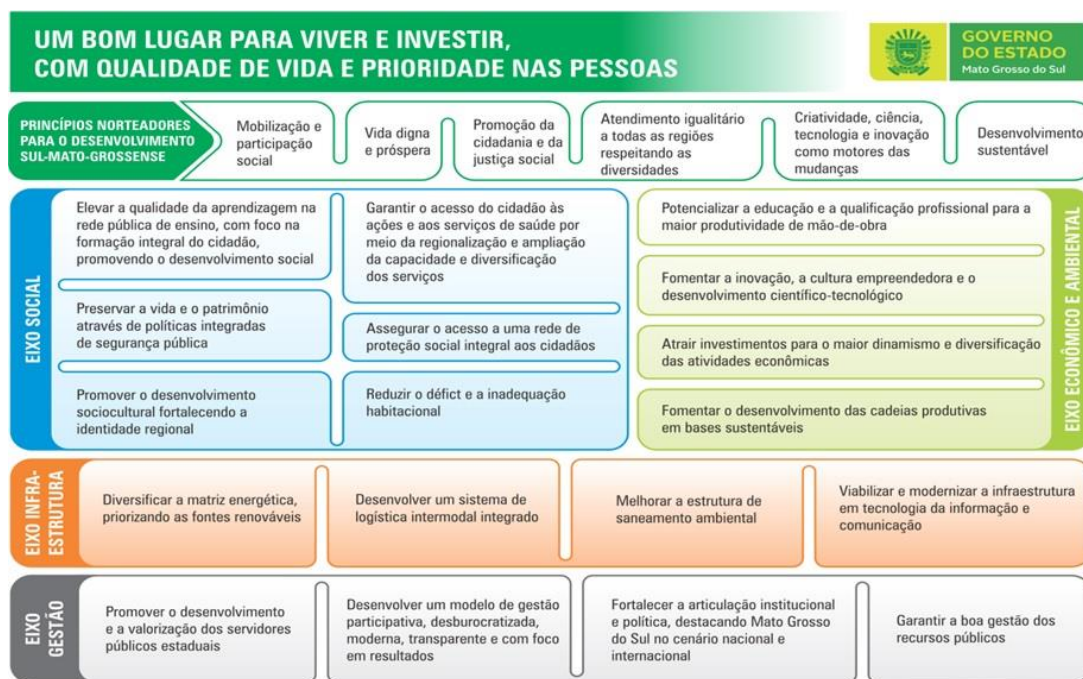 UM BOM LUGAR PARA VIVER E INVESTIR,
COM QUALIDADE DE VIDA E PRIORIDADE NAS PESSOAS
GOVERNO
DO ESTADO
Mato Grosso do Sul
PRINCÍPIOS NORTEADORES
PARA O DESENVOLVIMENTO
SUL-MATO-GROSSENSE
Mobilização e
participação
social
Vida digna
e próspera
Promoção da
cidadania e da
justiça social
Atendimento igualitário
a todas as regiões
respeitando as
diversidades
Criatividade, ciência,
tecnologia e inovação
como motores das
mudanças
Desenvolvimento
sustentável
EIXO SOCIAL
Elevar a qualidade da aprendizagem na
rede pública de ensino, com foco na
formação integral do cidadão,
promovendo o desenvolvimento social
Preservar a vida e o patrimônio
através de políticas integradas
de segurança pública
Promover o desenvolvimento
sociocultural fortalecendo a
identidade regional
Garantir o acesso do cidadão às
ações e aos serviços de saúde por
meio da regionalização e ampliação
da capacidade e diversificação
dos serviços
Assegurar o acesso a uma rede de
proteção social integral aos cidadãos
Reduzir o défict e a inadequação
habitacional
Potencializar a educação e a qualificação profissional para a
maior produtividade de mão-de-obra
Fomentar a inovação, a cultura empreendedora e o
desenvolvimento científico-tecnológico
Atrair investimentos para o maior dinamismo e diversificação
das atividades econômicas
Fomentar o desenvolvimento das cadeias produtivas
em bases sustentáveis
EIXO ECONÔMICO E AMBIENTAL
EIXO INFRA-
ESTRUTURA
Diversificar a matriz energética,
priorizando as fontes renováveis
Desenvolver um sistema de
logística intermodal integrado
Melhorar a estrutura de
saneamento ambiental
Viabilizar e modernizar a infraestrutura
em tecnologia da informação e
comunicação
EIXO
GESTÃO
Promover o desenvolvimento
e a valorização dos servidores
públicos estaduais
Desenvolver um modelo de gestão
participativa, desburocratizada,
moderna, transparente e com foco
em resultados
Fortalecer a articulação institucional
e política, destacando Mato Grosso
do Sul no cenário nacional e
internacional
Garantir a boa gestão dos
recursos públicos